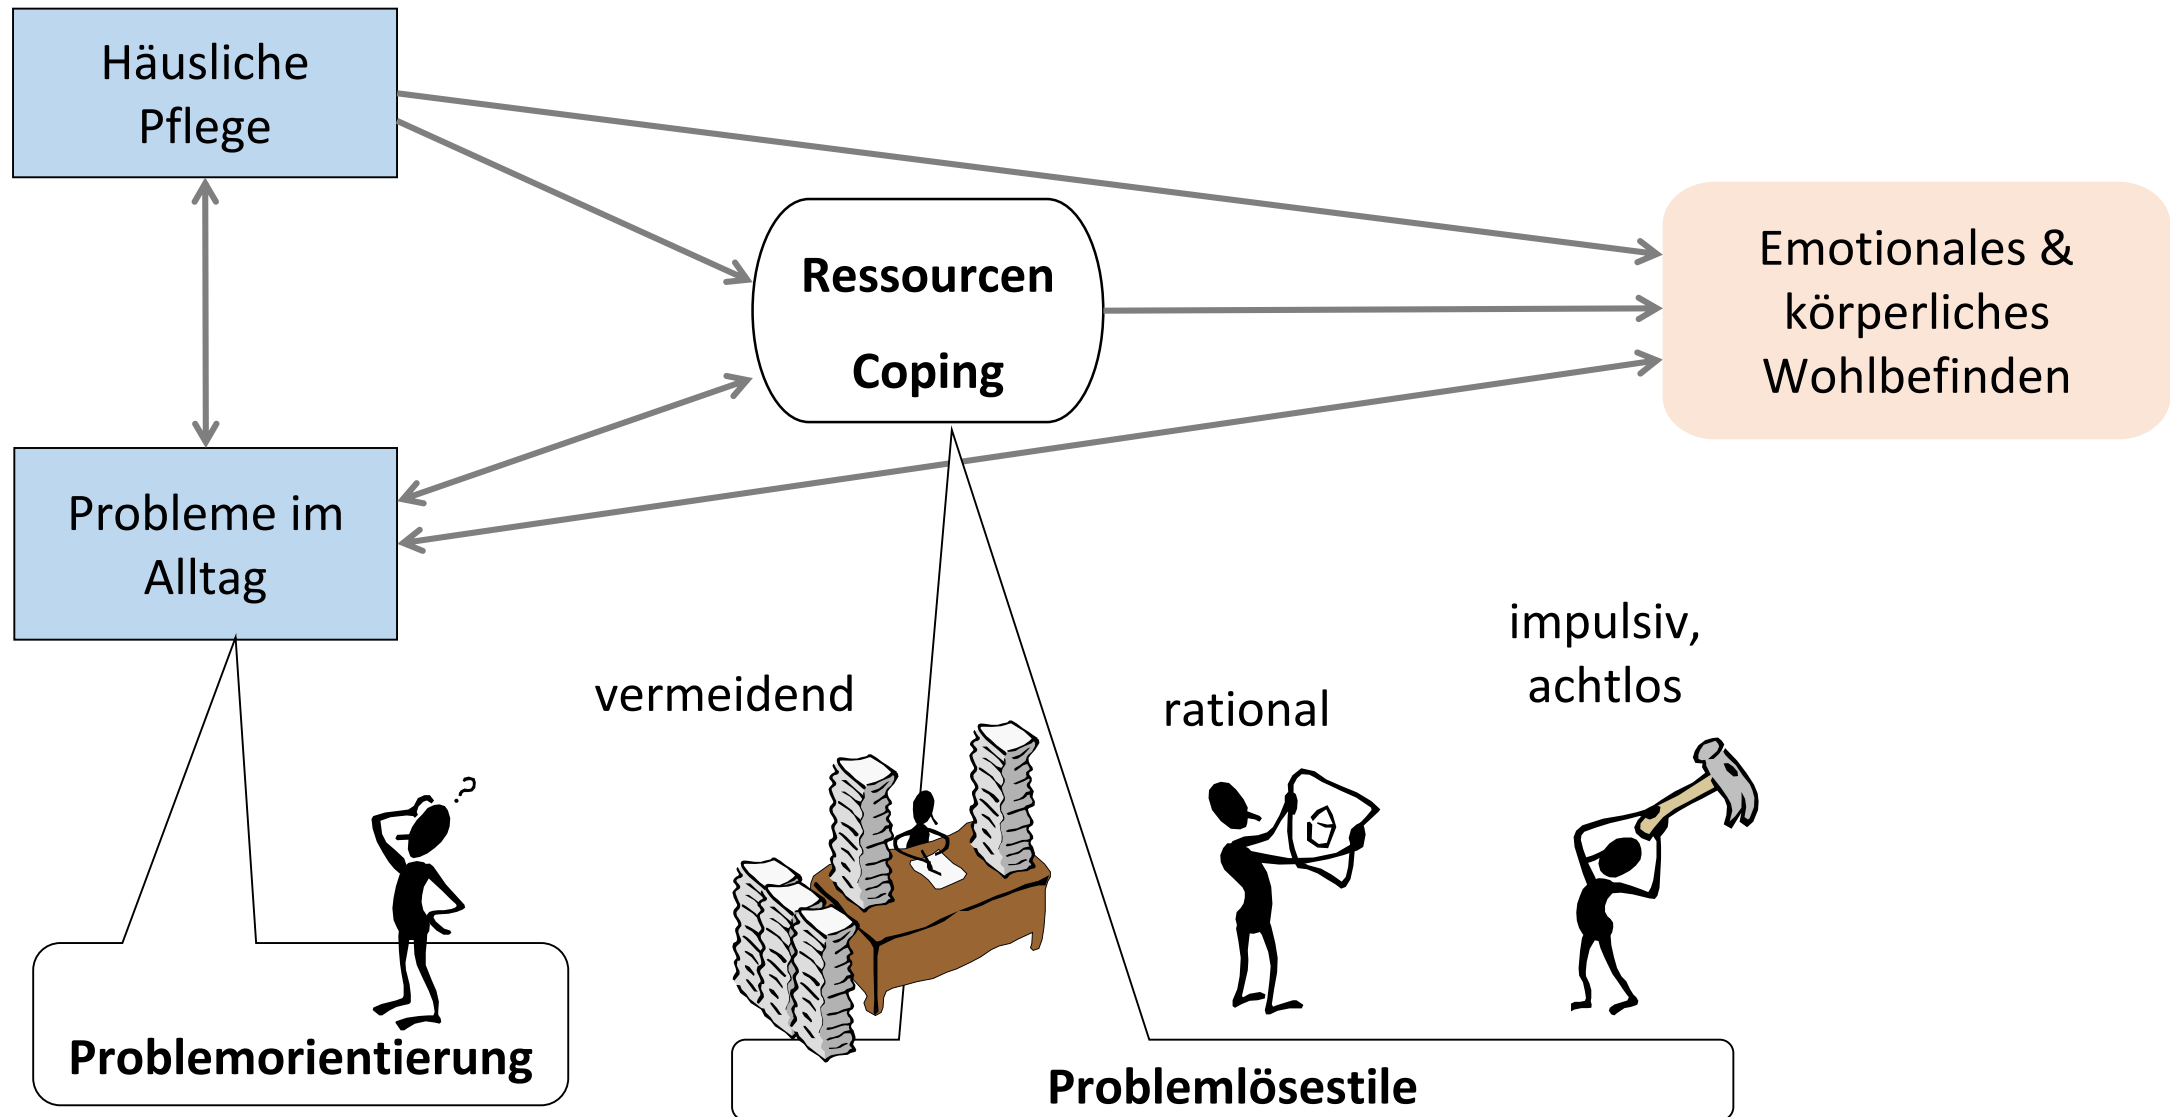 Häusliche
Pflege
Ressourcen
Coping
Emotionales &
körperliches
Wohlbefinden
Probleme im
Alltag
vermeidend
rational
impulsiv,
achtlos
?
Problemorientierung
Problemlösestile